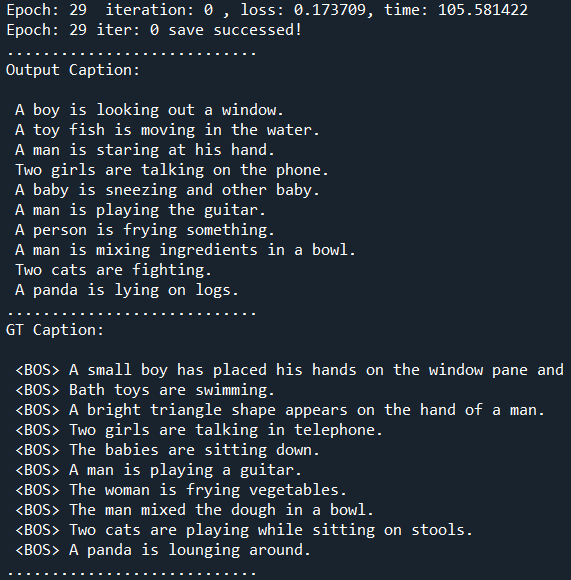 Epoch: 29  iteration: 0 , loss: 0.173709, time: 105.581422
Epoch: 29 iter: 0 save successed!
............................
Output Caption:
A boy is looking out a window.
A toy fish is moving in the water.
A man is staring at his hand.
Two girls are talking on the phone.
A baby is sneezing and other baby.
A man is playing the guitar.
A person is frying something.
A man is mixing ingredients in a bowl.
Two cats are fighting.
A panda is lying on logs.
............................
GT Caption:
<BOS> A small boy has placed his hands on the window pane and
<BOS> Bath toys are swimming.
<BOS> A bright triangle shape appears on the hand of a man.
<BOS> Two girls are talking in telephone.
<BOS> The babies are sitting down.
<BOS> A man is playing a guitar.
<BOS> The woman is frying vegetables.
<BOS> The man mixed the dough in a bowl.
<BOS> Two cats are playing while sitting on stools.
<BOS> A panda is lounging around.
............................